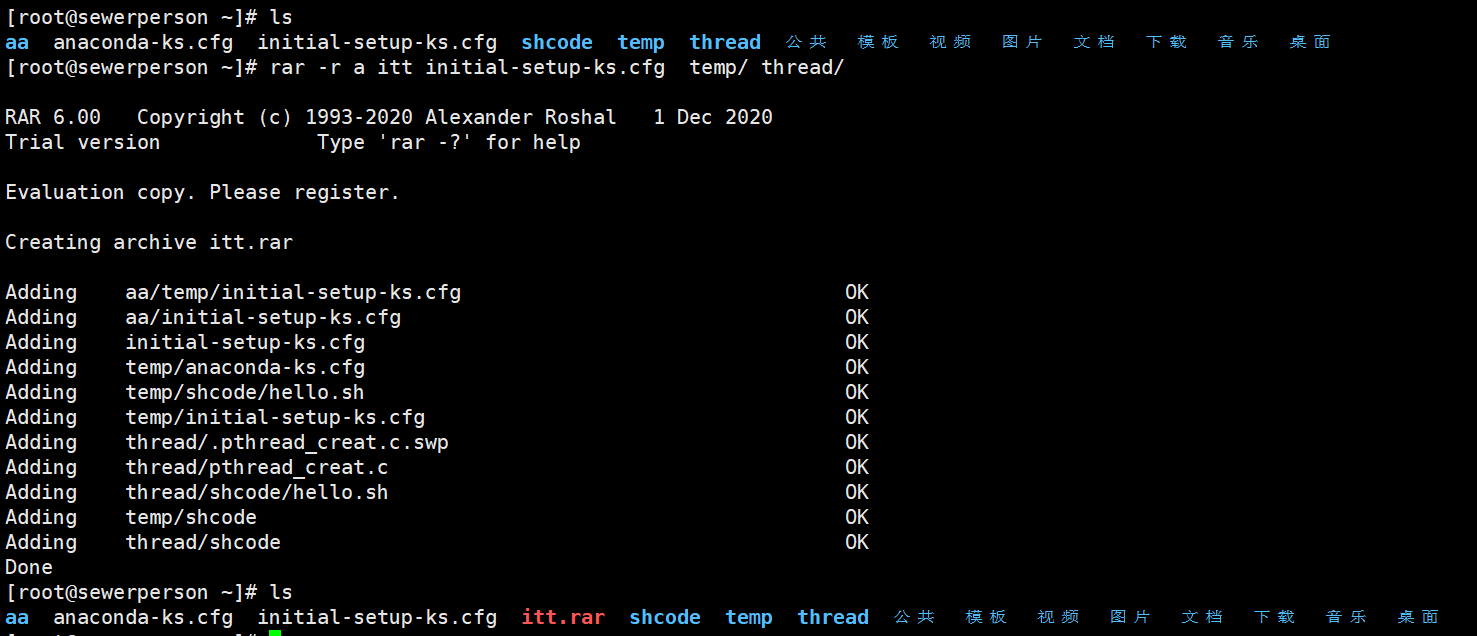 [root@sewerperson ~]# ls
aa  anaconda-ks.cfg  initial-setup-ks.cfg  shcode  temp  thread  公共  模板  视频  图片  文档  下载  音乐  桌面
[root@sewerperson ~]# rar -r a itt initial-setup-ks.cfg  temp/ thread/
RAR 6.00   Copyright (c) 1993-2020 Alexander Roshal   1 Dec 2020
Trial version             Type 'rar -?' for help
Evaluation copy. Please register.
Creating archive itt.rar
Adding    aa/temp/initial-setup-ks.cfg                                OK
Adding    aa/initial-setup-ks.cfg                                     OK
Adding    initial-setup-ks.cfg                                        OK
Adding    temp/anaconda-ks.cfg                                        OK
Adding    temp/shcode/hello.sh                                        OK
Adding    temp/initial-setup-ks.cfg                                   OK
Adding    thread/.pthread_creat.c.swp                                 OK
Adding    thread/pthread_creat.c                                      OK
Adding    thread/shcode/hello.sh                                      OK
Adding    temp/shcode                                                 OK
Adding    thread/shcode                                               OK
Done
[root@sewerperson ~]# ls
aa  anaconda-ks.cfg  initial-setup-ks.cfg  itt.rar  shcode  temp  thread  公共  模板  视频  图片  文档  下载  音乐  桌面